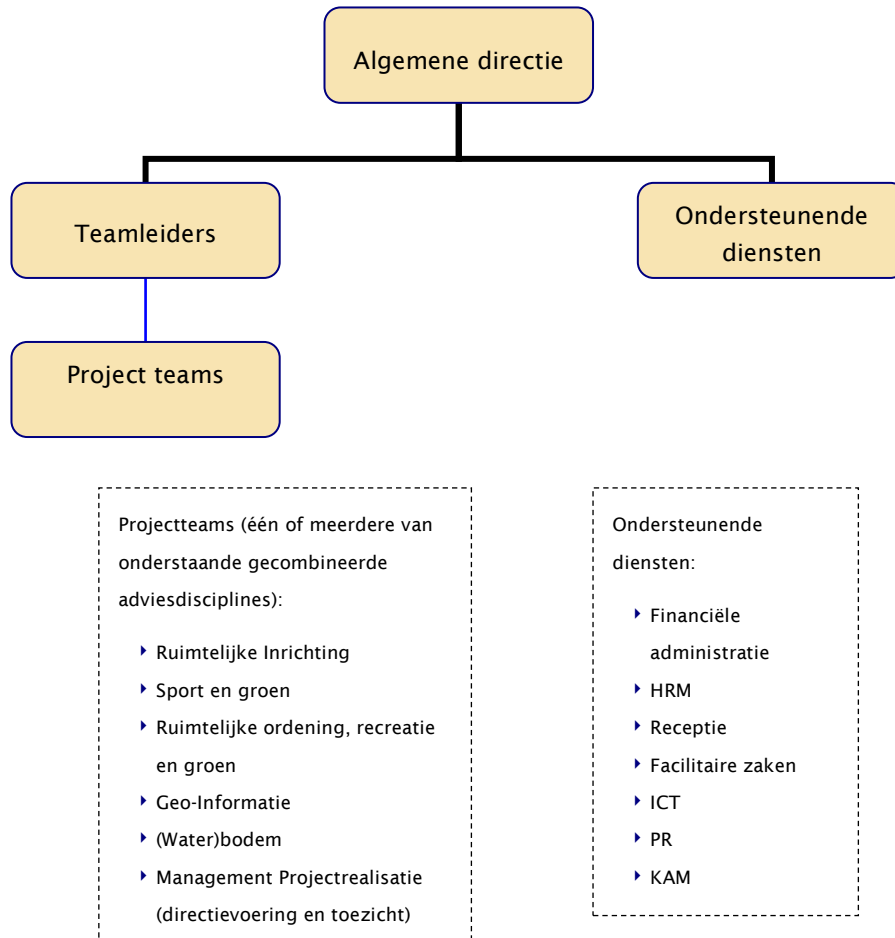 Algemene directie
Teamleiders
Ondersteunende
diensten
Project teams
Projectteams (één of meerdere van
onderstaande gecombineerde
adviesdisciplines):
Ruimtelijke Inrichting
Sport en groen
Ruimtelijke ordening, recreatie
en groen
Geo-Informatie
(Water)bodem
Management Projectrealisatie
(directievoering en toezicht)
Ondersteunende
diensten:
Financiële
administratie
HRM
Receptie
Facilitaire zaken
ICT
PR
KAM